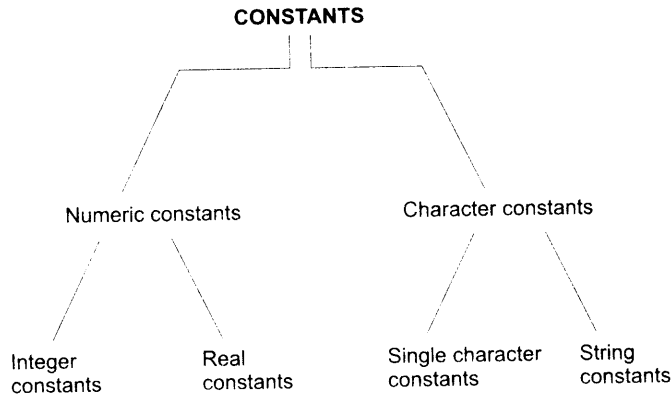 CONSTANTS
Numeric constants
Character constants
Integer
constants
Real
constants
Single character
constants
String
constants